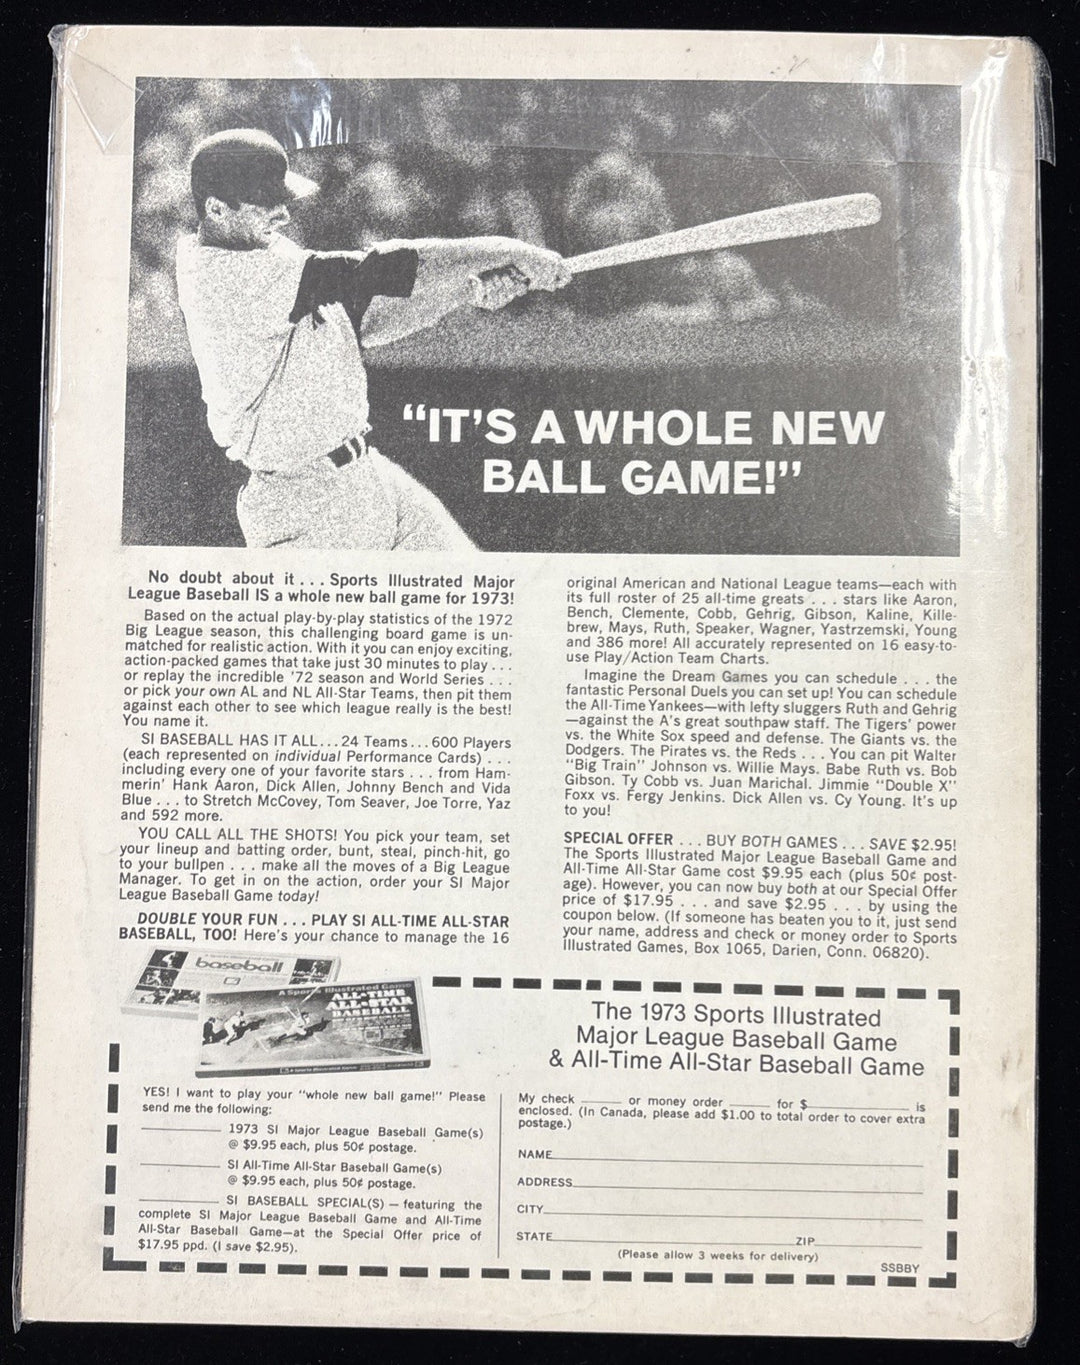 “IT’S A WHOLE NEW
BALL GAME!”
No doubt about it . . . Sports Illustrated Major
League Baseball IS a whole new ball game for 1973!
Based on the actual play-by-play statistics of the 1972
Big League season, this challenging board game is un-
matched for realistic action. With it you can enjoy exciting,
action-packed games that take just 30 minutes to play . . .
or replay the incredible '72 season and World Series . . .
or pick your own AL and NL All-Star Teams, then pit them
against each other to see which league really is the best!
You name it.
SI BASEBALL HAS IT ALL...24 Teams...600 Players
(each represented on individual Performance Cards) . . .
including every one of your favorite stars . . . from Ham-
merin' Hank Aaron, Dick Allen, Johnny Bench and Vida
Blue . . . to Stretch McCovey, Tom Seaver, Joe Torre, Yaz
and 592 more.
YOU CALL ALL THE SHOTS! You pick your team, set
your lineup and batting order, bunt, steal, pinch-hit, go
to your bullpen . . . make all the moves of a Big League
Manager. To get in on the action, order your SI Major
League Baseball Game today!
DOUBLE YOUR FUN . . . PLAY SI ALL-TIME ALL-STAR
BASEBALL, TOO! Here's your chance to manage the 16
original American and National League teams—each with
its full roster of 25 all-time greats . . . stars like Aaron,
Bench, Clemente, Cobb, Gehrig, Gibson, Kaline, Kille-
brew, Mays, Ruth, Speaker, Wagner, Yastrzemski, Young
and 386 more! All accurately represented on 16 easy-to-
use Play/Action Team Charts.
Imagine the Dream Games you can schedule . . . the
fantastic Personal Duels you can set up! You can schedule
the All-Time Yankees—with lefty sluggers Ruth and Gehrig
—against the A's great southpaw staff. The Tigers' power
vs. the White Sox speed and defense. The Giants vs. the
Dodgers. The Pirates vs. the Reds . . . You can pit Walter
"Big Train" Johnson vs. Willie Mays. Babe Ruth vs. Bob
Gibson. Ty Cobb vs. Juan Marichal. Jimmie "Double X"
Foxx vs. Fergy Jenkins. Dick Allen vs. Cy Young. It's up
to you!
SPECIAL OFFER . . . BUY BOTH GAMES . . . SAVE $2.95!
The Sports Illustrated Major League Baseball Game and
All-Time All-Star Game cost $9.95 each (plus 50¢ post-
age). However, you can now buy both at our Special Offer
price of $17.95 . . . and save $2.95 . . . by using the
coupon below. (If someone has beaten you to it, just send
your name, address and check or money order to Sports
Illustrated Games, Box 1065, Darien, Conn. 06820).
baseball
A Sports Illustrated Game
ALL-TIME
ALL-STAR
BASEBALL
The 1973 Sports Illustrated
Major League Baseball Game
& All-Time All-Star Baseball Game
YES! I want to play your "whole new ball game!" Please
send me the following:
1973 SI Major League Baseball Game(s)
@ $9.95 each, plus 50¢ postage.
SI All-Time All-Star Baseball Game(s)
@ $9.95 each, plus 50¢ postage.
SI BASEBALL SPECIAL(S) — featuring the
complete SI Major League Baseball Game and All-Time
All-Star Baseball Game—at the Special Offer price of
$17.95 ppd. (I save $2.95).
My check ______ or money order ______ for $______ is
enclosed. (In Canada, please add $1.00 to total order to cover extra
postage.)
NAME
ADDRESS
CITY
STATE ZIP
(Please allow 3 weeks for delivery)
SSBBY